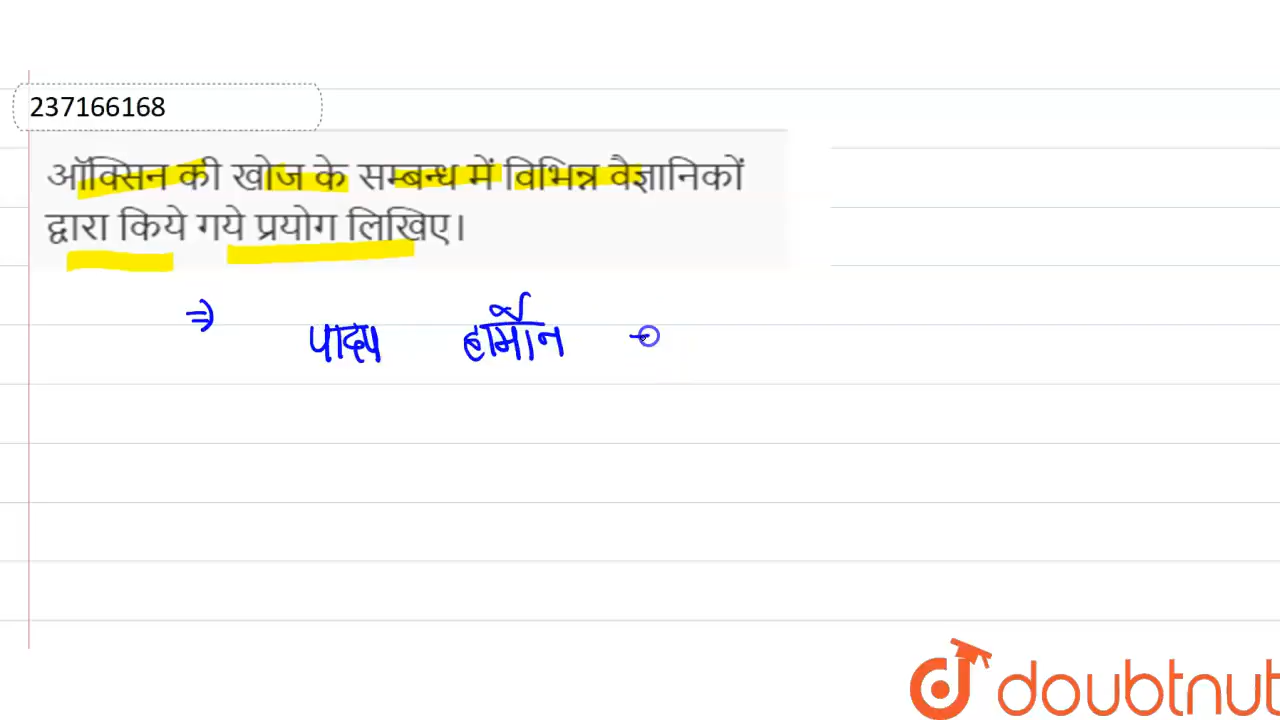 237166168
ऑक्सिन की खोज के सम्बन्ध में विभिन्न वैज्ञानिकों
द्वारा किये गये प्रयोग लिखिए।
⇒ पादप हार्मोन →
doubtnut